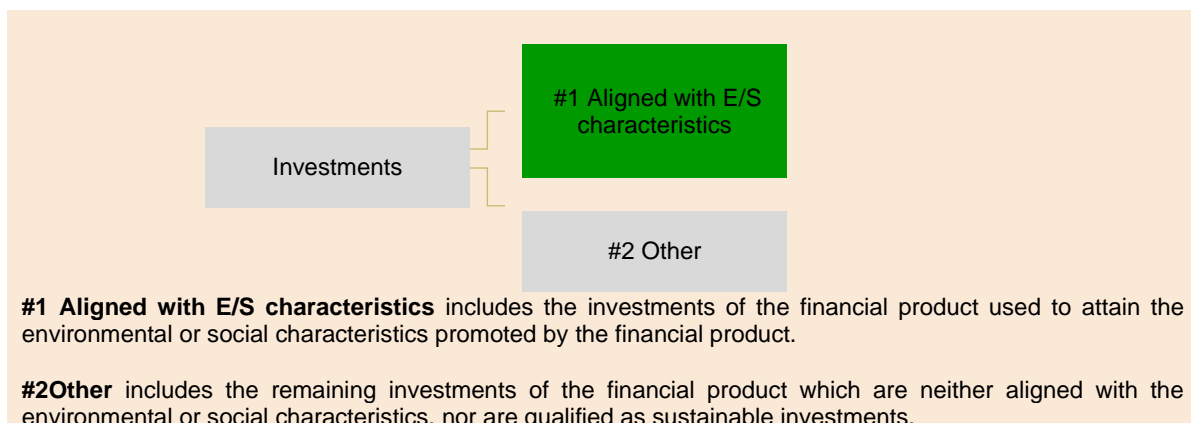 #1 Aligned with E/S
characteristics
Investments
#2 Other
#1 Aligned with E/S characteristics includes the investments of the financial product used to attain the
environmental or social characteristics promoted by the financial product.
#2Other includes the remaining investments of the financial product which are neither aligned with the
environmental or social characteristics, nor are qualified as sustainable investments.